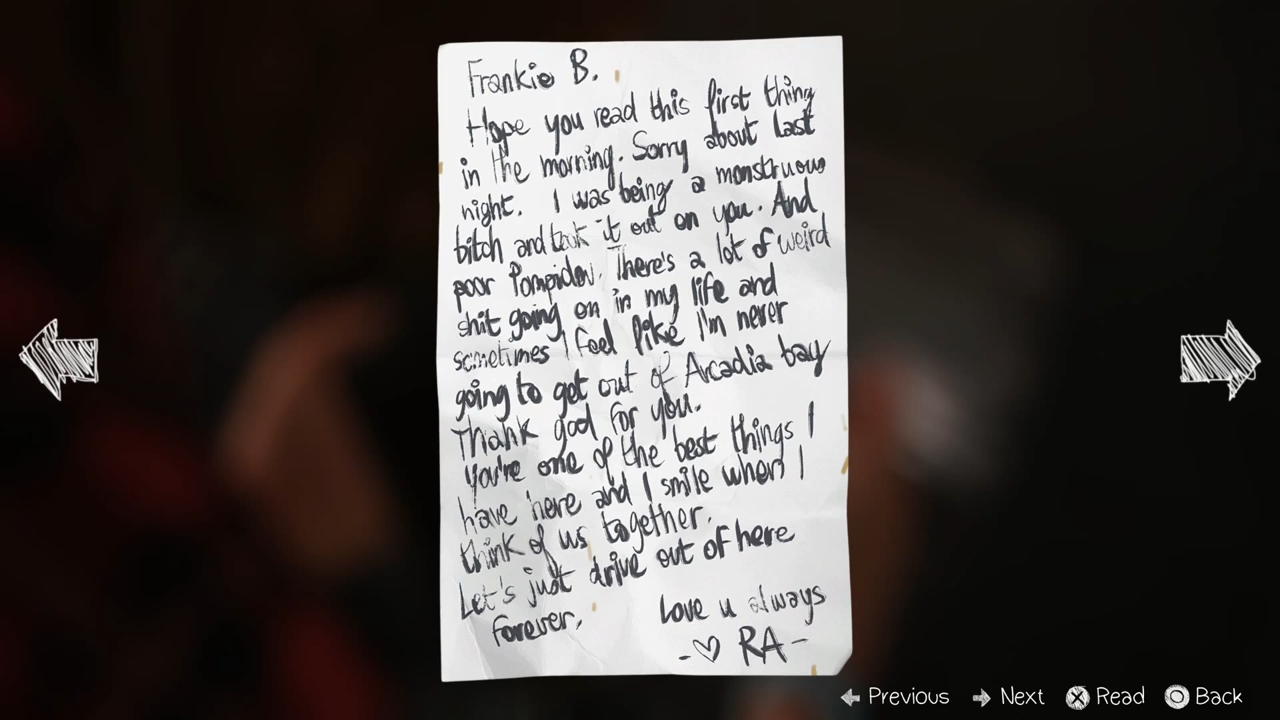 Frankie B.
Hope you read this first thing
in the morning. Sorry about last
night. I was being a monstruous
bitch and took it out on you. And
poor Pompidou. There's a lot of weird
shit going on in my life and
sometimes I feel like I'm never
going to get out of Arcadia bay
Thank god for you.
You're one of the best things I
have here and I smile when I
think of us together.
Let's just drive out of here
forever.
Love u always
-♡ RA-
Previous Next Read Back